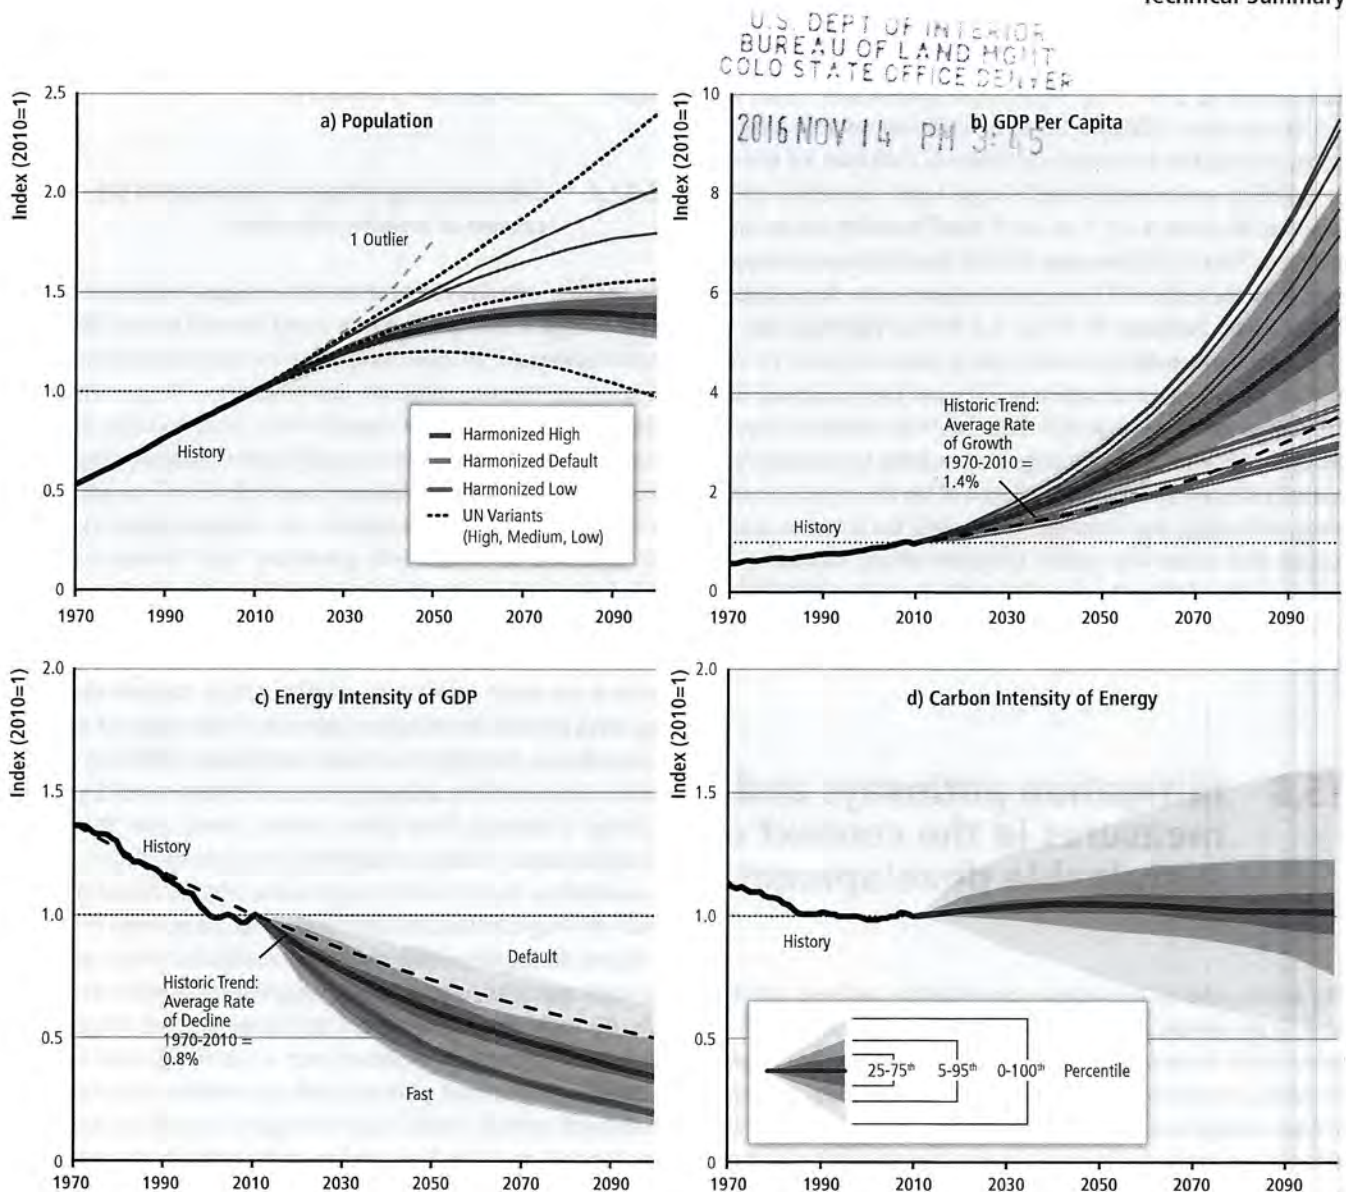 Technical Summary
U.S. DEPT OF INTERIOR
BUREAU OF LAND MGMT
COLO STATE OFFICE DENVER
2016 NOV 14 PM 3:45
a) Population
Index (2010=1)
2.5
2.0
1.5
1.0
0.5
0
1 Outlier
History
Harmonized High
Harmonized Default
Harmonized Low
UN Variants
(High, Medium, Low)
1970 1990 2010 2030 2050 2070 2090
b) GDP Per Capita
Index (2010=1)
10
8
6
4
2
0
Historic Trend:
Average Rate
of Growth
1970-2010 =
1.4%
History
1970 1990 2010 2030 2050 2070 2090
c) Energy Intensity of GDP
Index (2010=1)
2.0
1.5
1.0
0.5
0
History
Default
Historic Trend:
Average Rate
of Decline
1970-2010 =
0.8%
Fast
1970 1990 2010 2030 2050 2070 2090
d) Carbon Intensity of Energy
Index (2010=1)
2.0
1.5
1.0
0.5
0
History
25-75th 5-95th 0-100th Percentile
1970 1990 2010 2030 2050 2070 2090